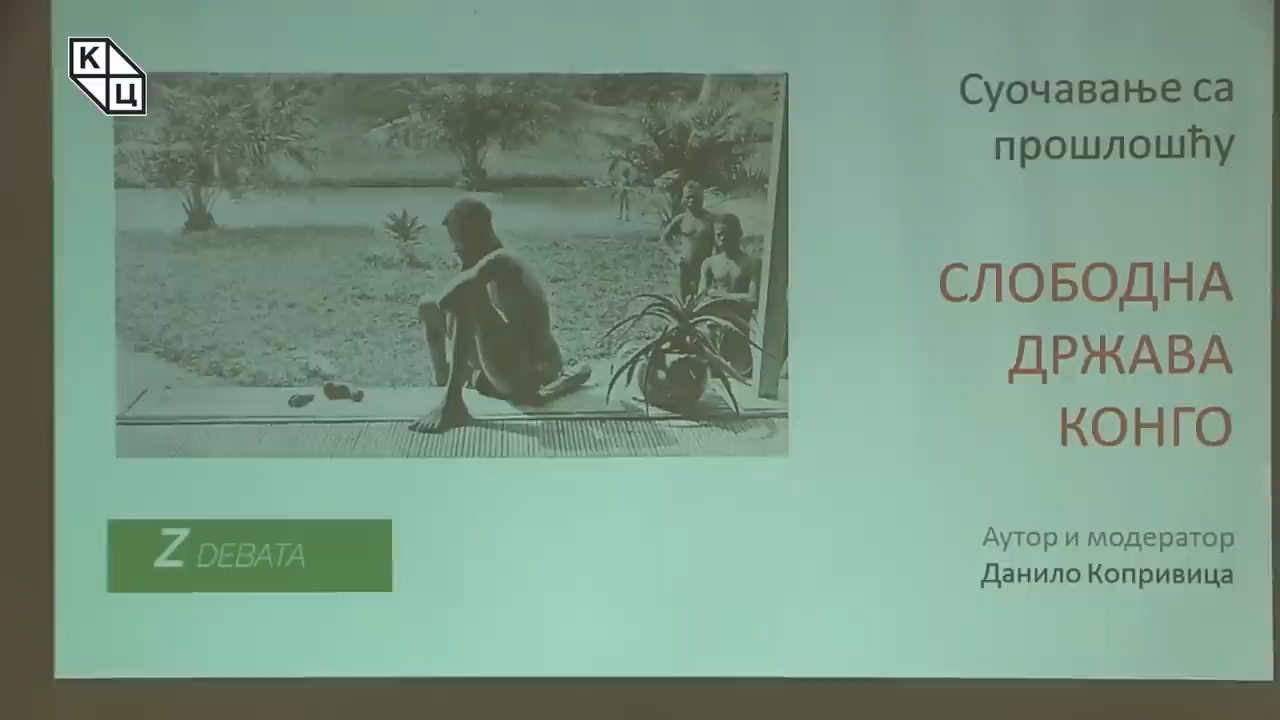 К
Ц
Суочавање са
прошлошћу
СЛОБОДНА
ДРЖАВА
КОНГО
Z DEBATA
Аутор и модератор
Данило Копривица